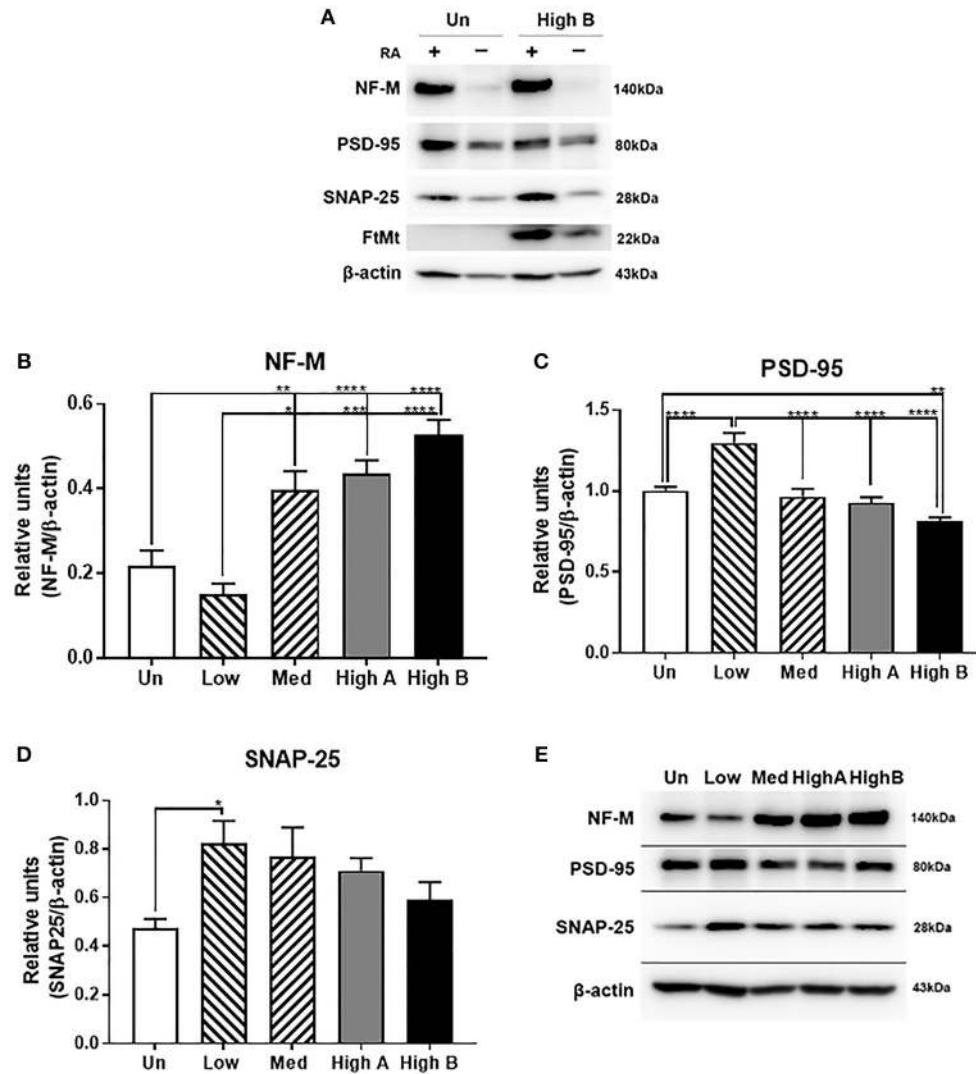 A
Un High B
RA + − + −
NF-M 140kDa
PSD-95 80kDa
SNAP-25 28kDa
FtMt 22kDa
β-actin 43kDa
B
NF-M
** **** ****
* *** ****
Relative units
(NF-M/β-actin)
0.6
0.4
0.2
0.0
Un Low Med High A High B
C
PSD-95
**
**** **** **** ****
Relative units
(PSD-95/β-actin)
1.5
1.0
0.5
0.0
Un Low Med High A High B
D
SNAP-25
*
Relative units
(SNAP25/β-actin)
1.0
0.8
0.6
0.4
0.2
0.0
Un Low Med High A High B
E
Un Low Med HighA HighB
NF-M 140kDa
PSD-95 80kDa
SNAP-25 28kDa
β-actin 43kDa